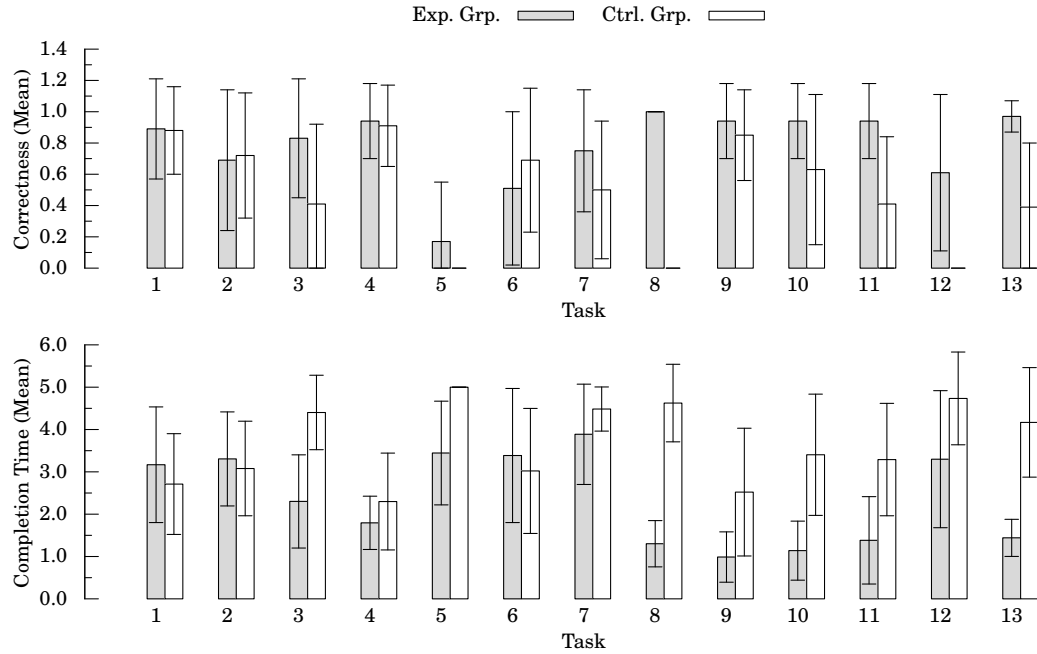 Exp. Grp. Ctrl. Grp.
Correctness (Mean)
1.4
1.2
1.0
0.8
0.6
0.4
0.2
0.0
1 2 3 4 5 6 7 8 9 10 11 12 13
Task
Completion Time (Mean)
6.0
5.0
4.0
3.0
2.0
1.0
0.0
1 2 3 4 5 6 7 8 9 10 11 12 13
Task